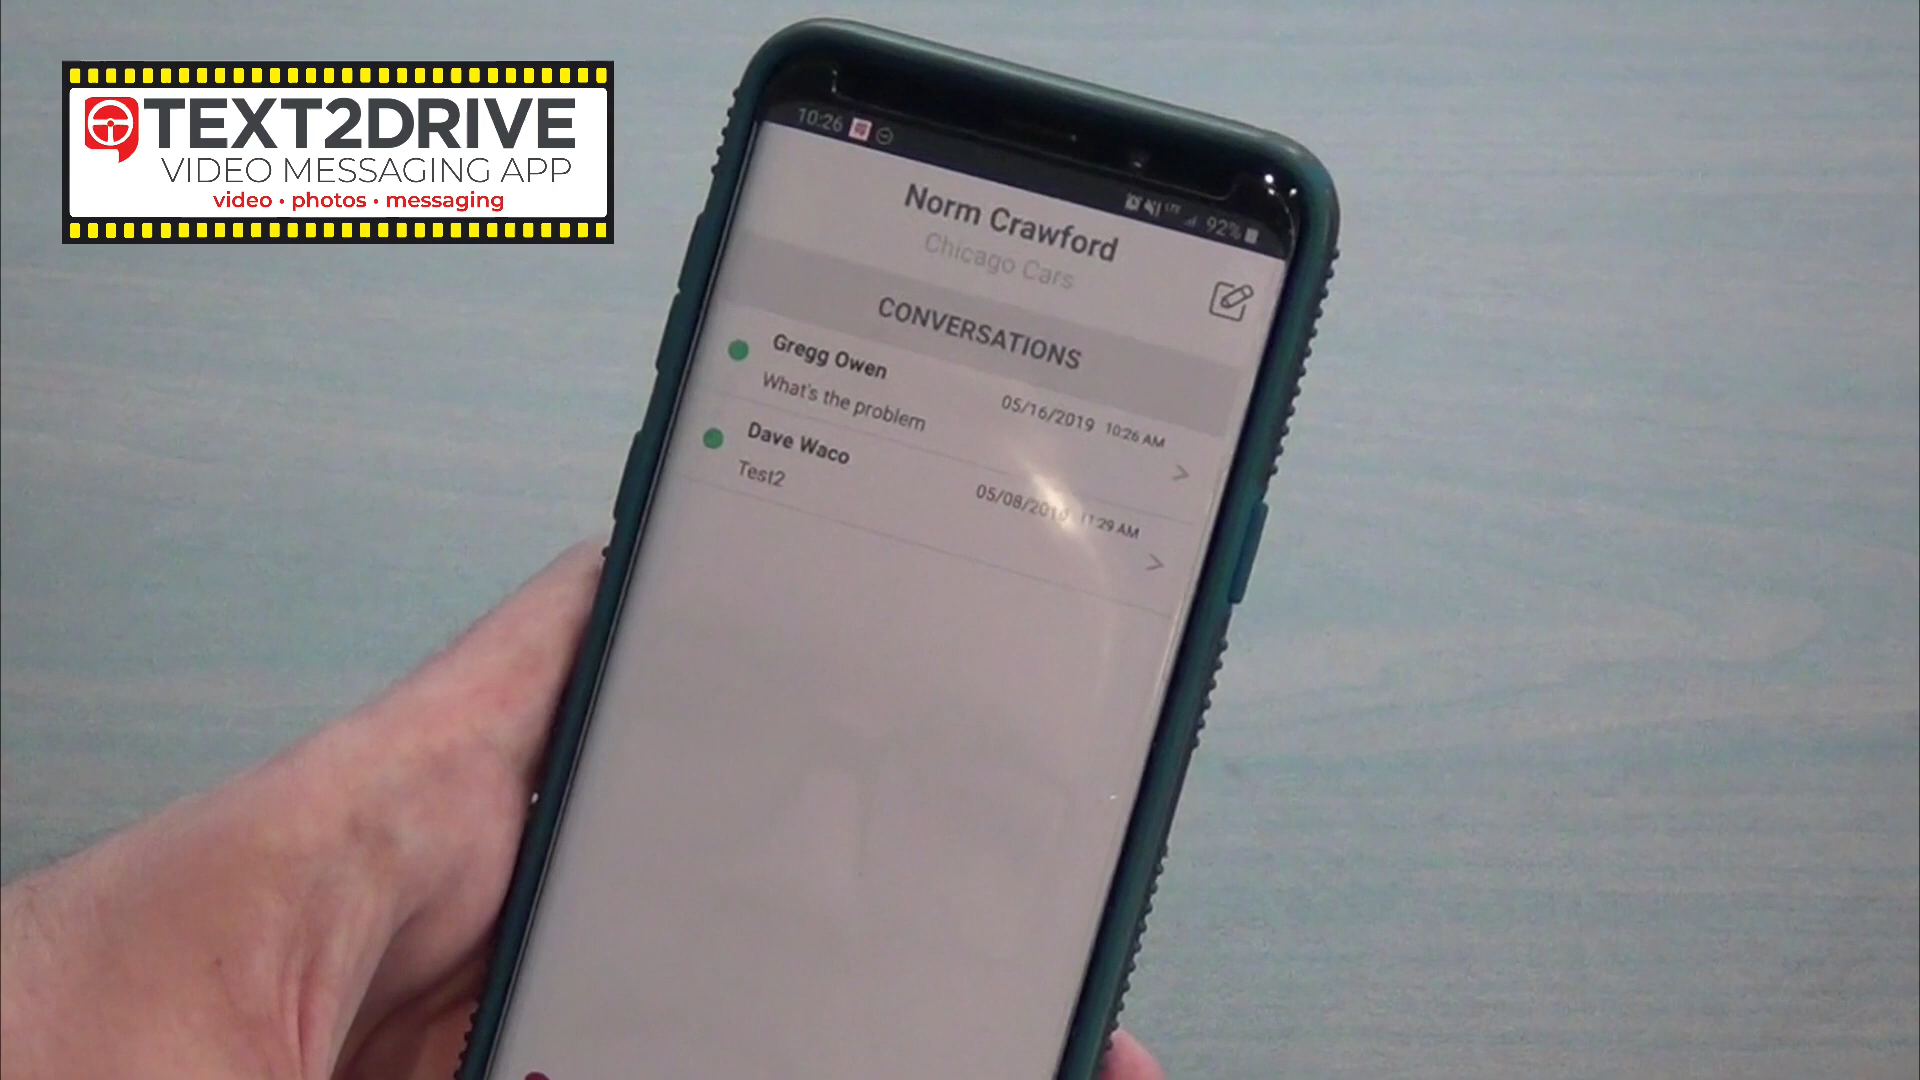 TEXT2DRIVE
VIDEO MESSAGING APP
video • photos • messaging
10:26
LTE 92%
Norm Crawford
Chicago Cars
CONVERSATIONS
Gregg Owen
What's the problem
05/16/2019 10:26 AM
Dave Waco
Test2
05/08/2019 11:29 AM